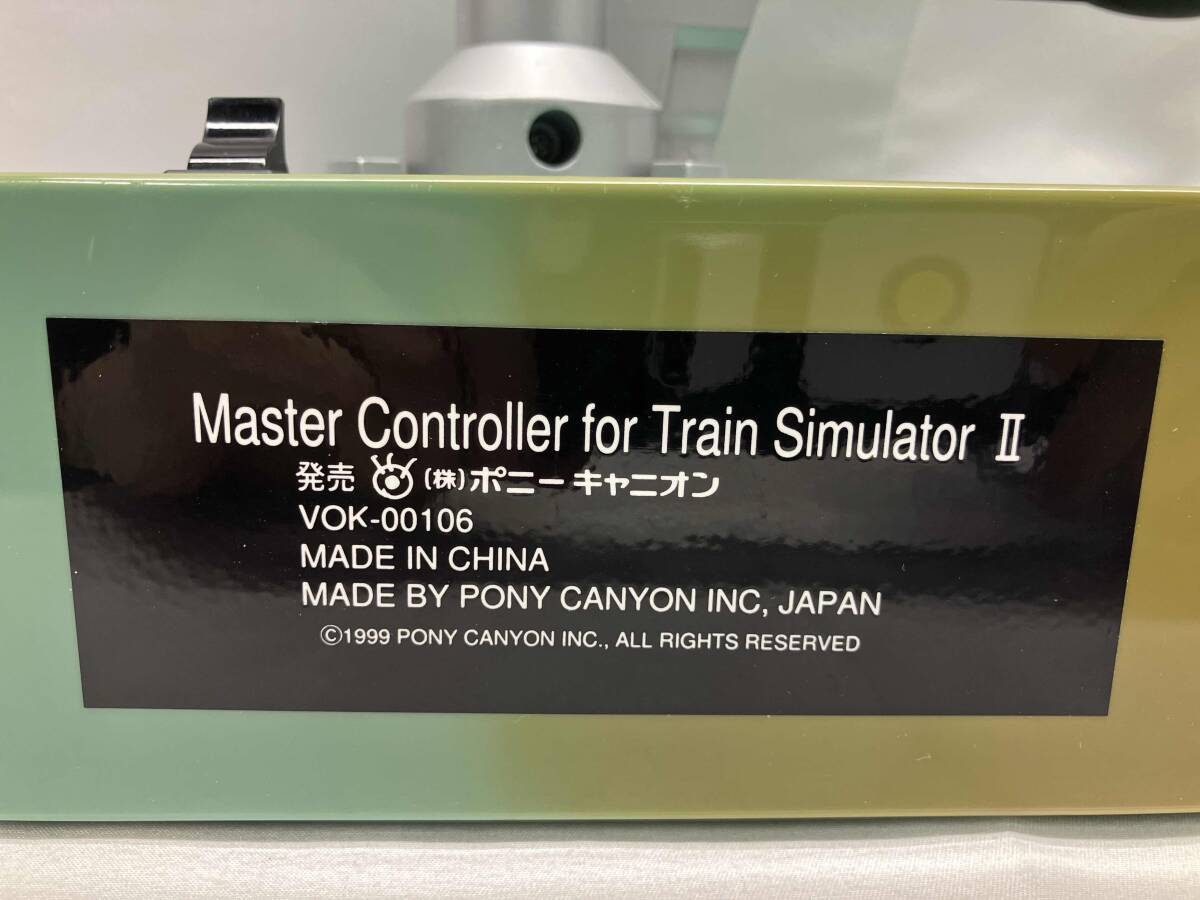 Master Controller for Train Simulator Ⅱ
発売 (株)ポニーキャニオン
VOK-00106
MADE IN CHINA
MADE BY PONY CANYON INC, JAPAN
©1999 PONY CANYON INC., ALL RIGHTS RESERVED